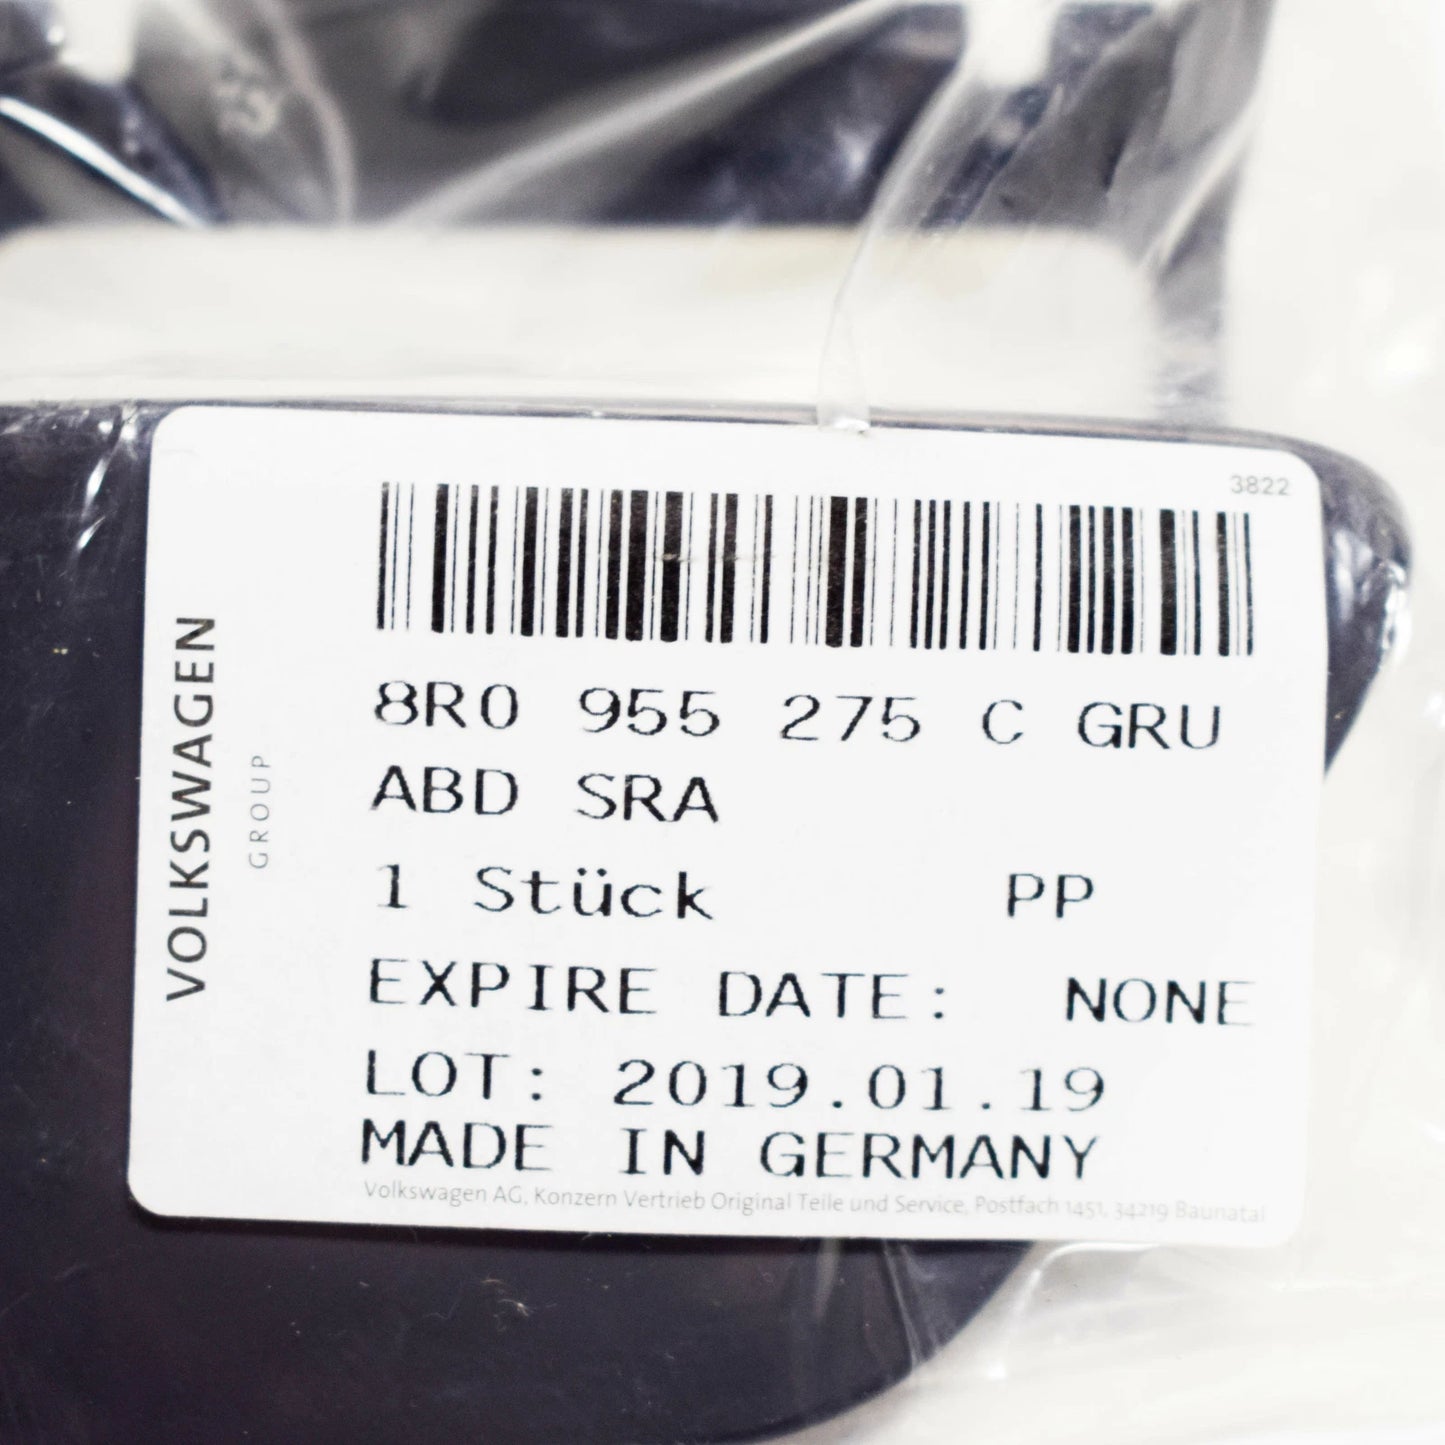 3822
VOLKSWAGEN
GROUP
8R0 955 275 C GRU
ABD SRA
1 Stück PP
EXPIRE DATE: NONE
LOT: 2019.01.19
MADE IN GERMANY
Volkswagen AG, Konzern Vertrieb Original Teile und Service, Postfach 1451, 34219 Baunatal